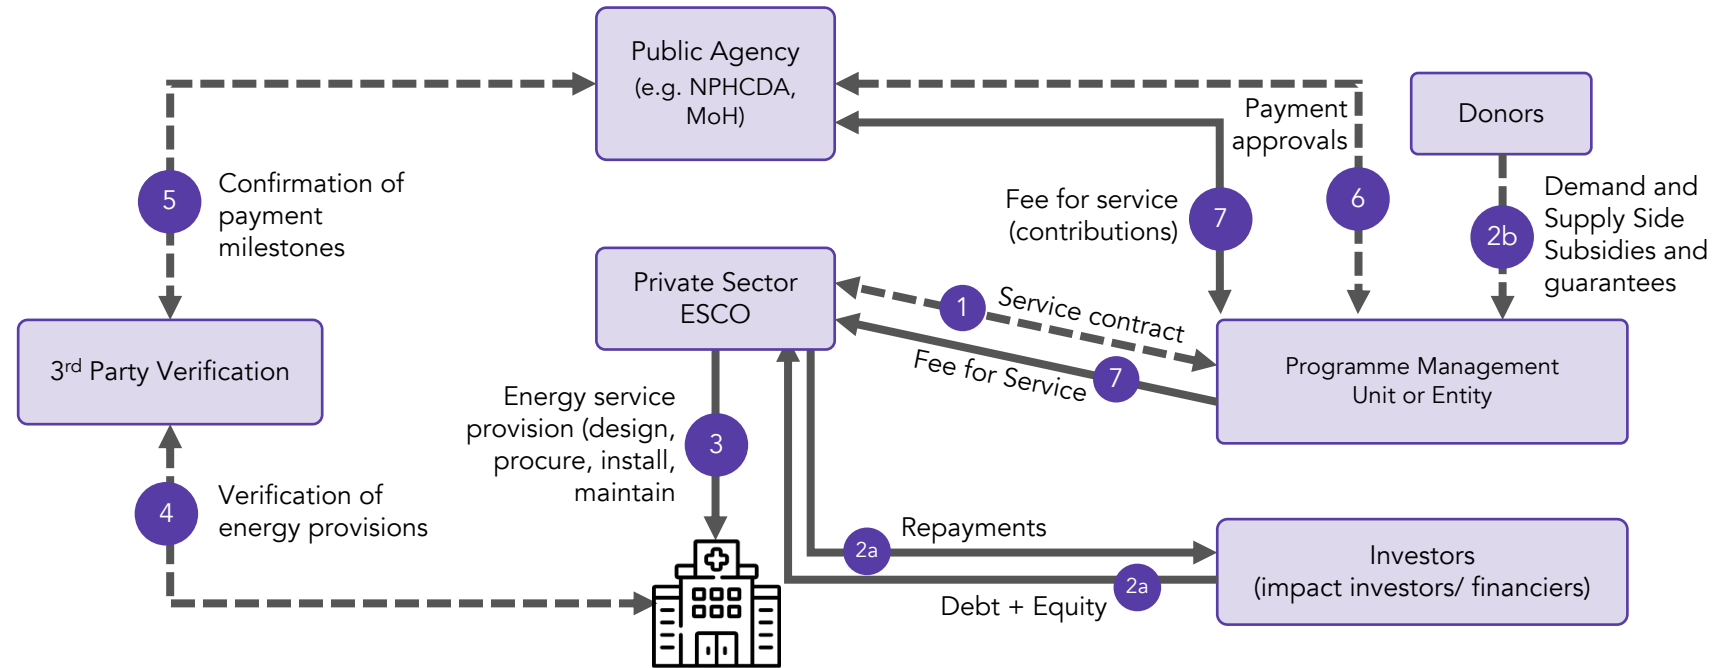 Public Agency
(e.g. NPHCDA,
MoH)
Donors
Payment
approvals
5
Confirmation of
payment
milestones
Fee for service
(contributions)
7
6
2b
Demand and
Supply Side
Subsidies and
guarantees
Private Sector
ESCO
1
Service contract
Fee for Service
7
3rd Party Verification
Programme Management
Unit or Entity
Energy service
provision (design,
procure, install,
maintain
3
4
Verification of
energy provisions
Repayments
2a
2a
Debt + Equity
Investors
(impact investors/ financiers)